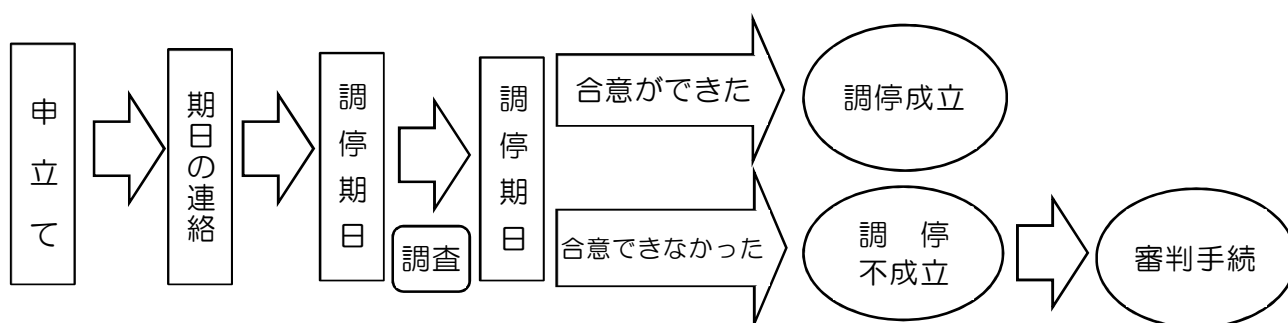 申立て
期日の連絡
調停期日
調査
調停期日
合意ができた
調停成立
合意できなかった
調　停
不成立
審判手続